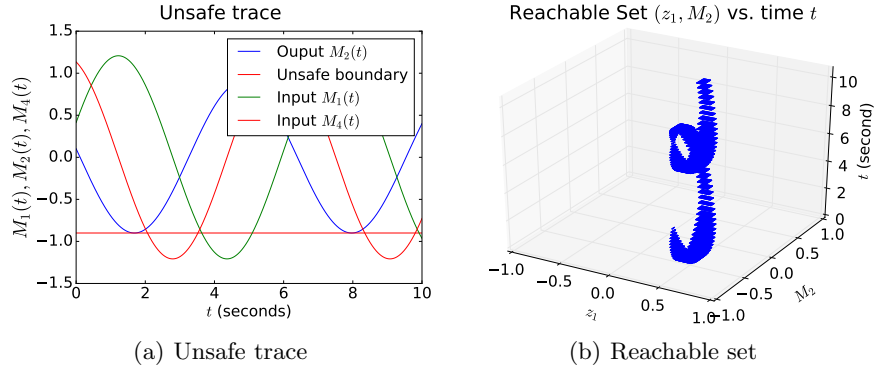 Unsafe trace
1.5
1.0
0.5
0.0
−0.5
−1.0
−1.5
M₁(t), M₂(t), M₄(t)
Ouput M₂(t)
Unsafe boundary
Input M₁(t)
Input M₄(t)
0 2 4 6 8 10
t (seconds)
(a) Unsafe trace
Reachable Set (z₁, M₂) vs. time t
10
8
6
4
2
0
t (second)
−1.0 −0.5 0.0 0.5 1.0
z₁
−1.0 −0.5 0.0 0.5 1.0
M₂
(b) Reachable set